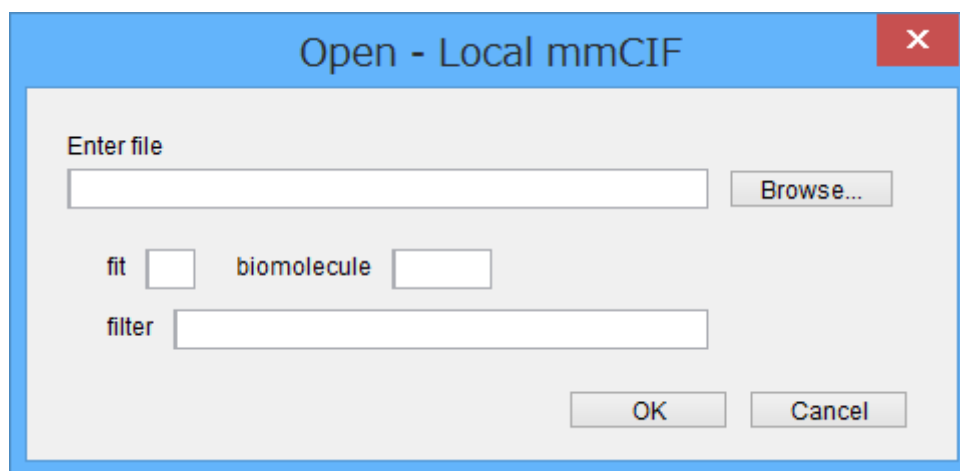 Open - Local mmCIF
Enter file
Browse...
fit biomolecule
filter
OK Cancel